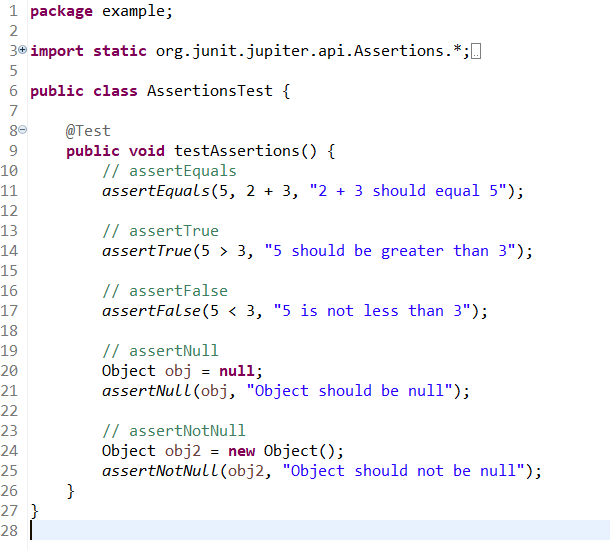 1 package example;
2
3 import static org.junit.jupiter.api.Assertions.*;
5
6 public class AssertionsTest {
7
8     @Test
9     public void testAssertions() {
10         // assertEquals
11         assertEquals(5, 2 + 3, "2 + 3 should equal 5");
12
13         // assertTrue
14         assertTrue(5 > 3, "5 should be greater than 3");
15
16         // assertFalse
17         assertFalse(5 < 3, "5 is not less than 3");
18
19         // assertNull
20         Object obj = null;
21         assertNull(obj, "Object should be null");
22
23         // assertNotNull
24         Object obj2 = new Object();
25         assertNotNull(obj2, "Object should not be null");
26     }
27 }
28